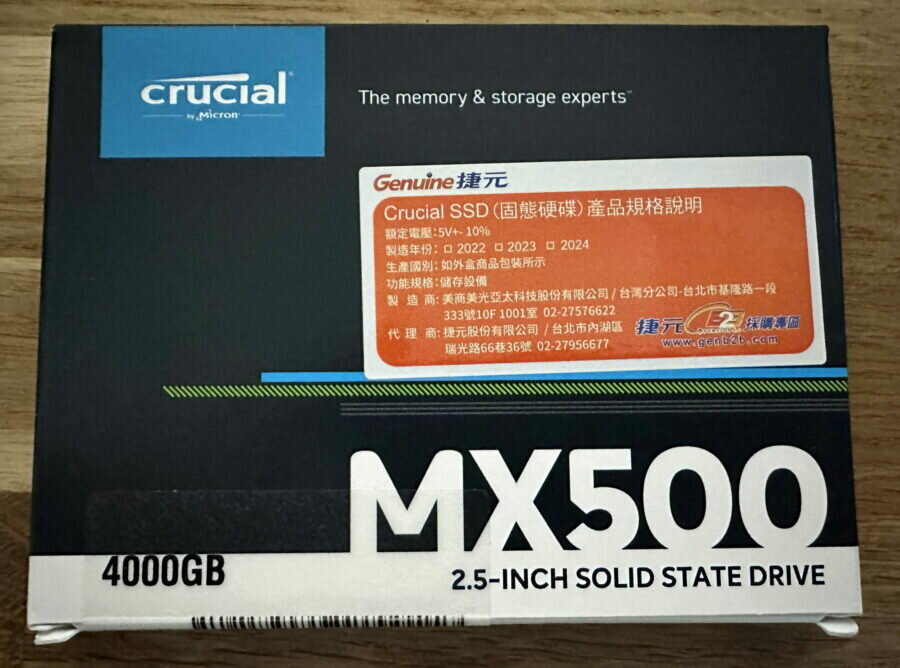 crucial
by Micron
The memory & storage experts™
Genuine捷元
Crucial SSD(固態硬碟)產品規格說明
額定電壓:5V+- 10%
製造年份: □ 2022 □ 2023 □ 2024
生產國別: 如外盒商品包裝所示
功能規格: 儲存設備
製 造 商: 美商美光亞太科技股份有限公司 / 台灣分公司-台北市基隆路一段
333號10F 1001室 02-27576622
代 理 商: 捷元股份有限公司 / 台北市內湖區
瑞光路66巷36號 02-27956677
捷元 B2B 採購專區
www.genb2b.com
MX500
4000GB
2.5-INCH SOLID STATE DRIVE